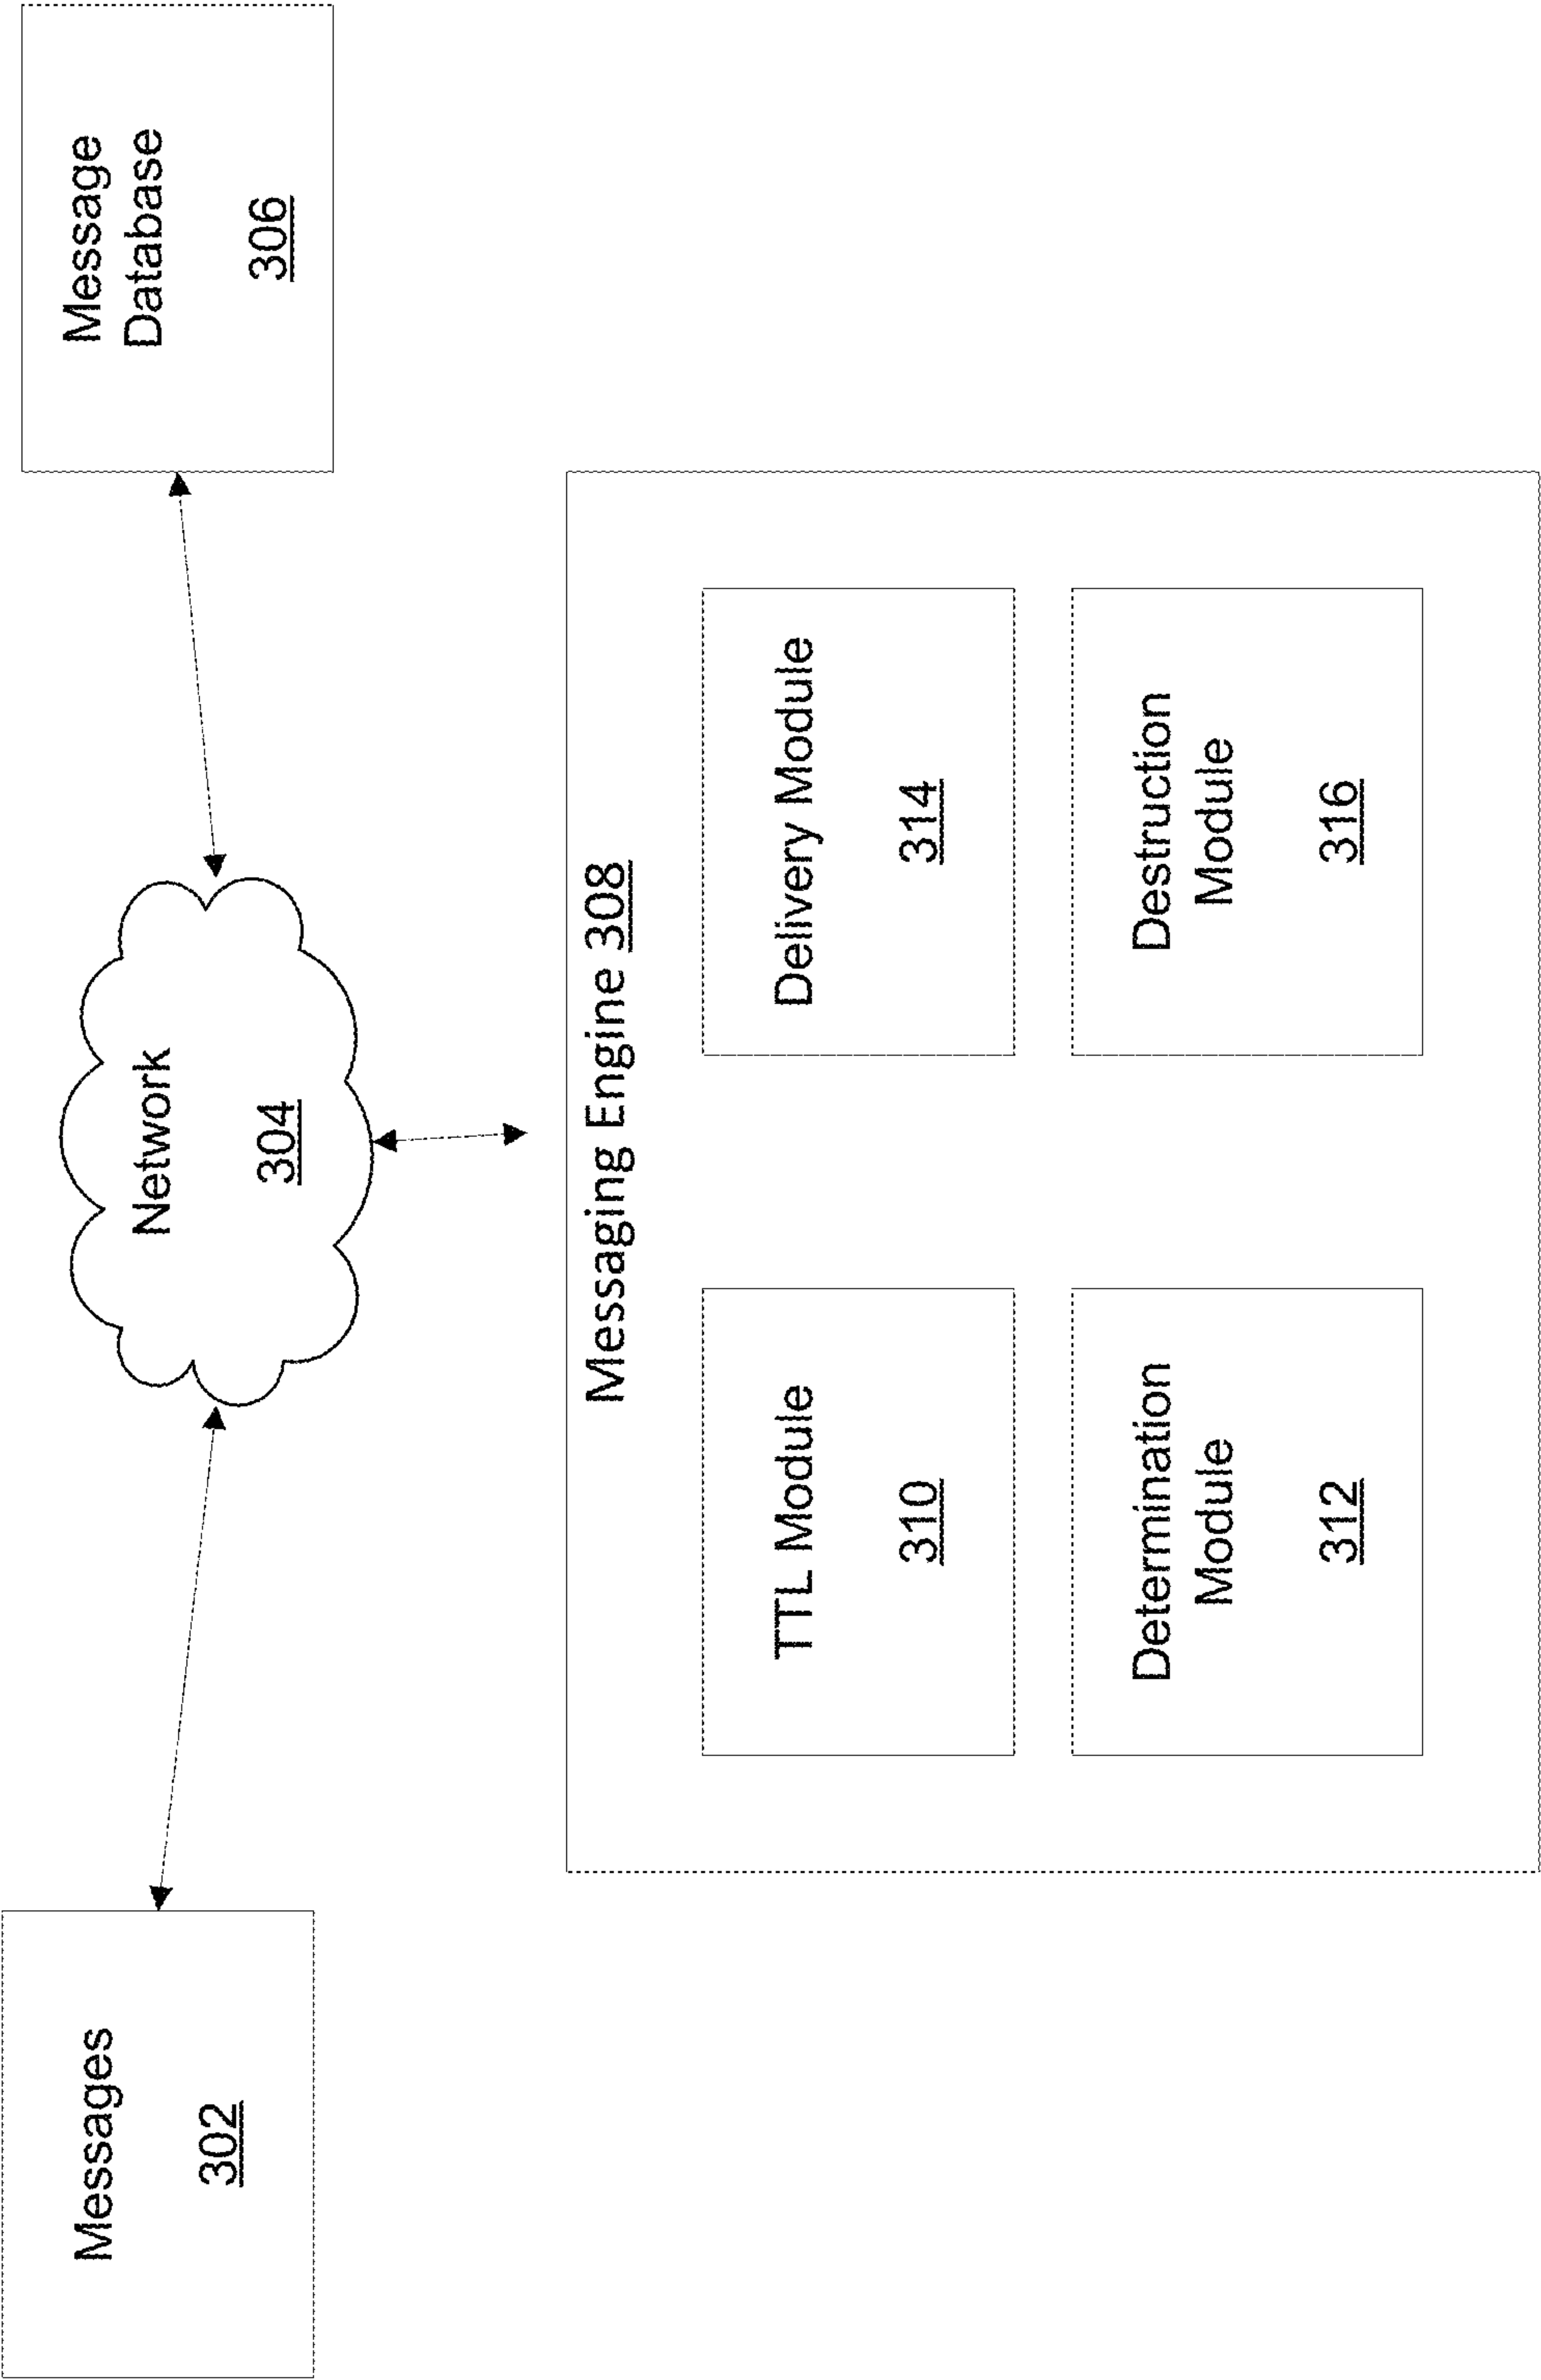 Messages
302
Network
304
Message
Database
306
Messaging Engine 308
TTL Module
310
Delivery Module
314
Determination
Module
312
Destruction
Module
316